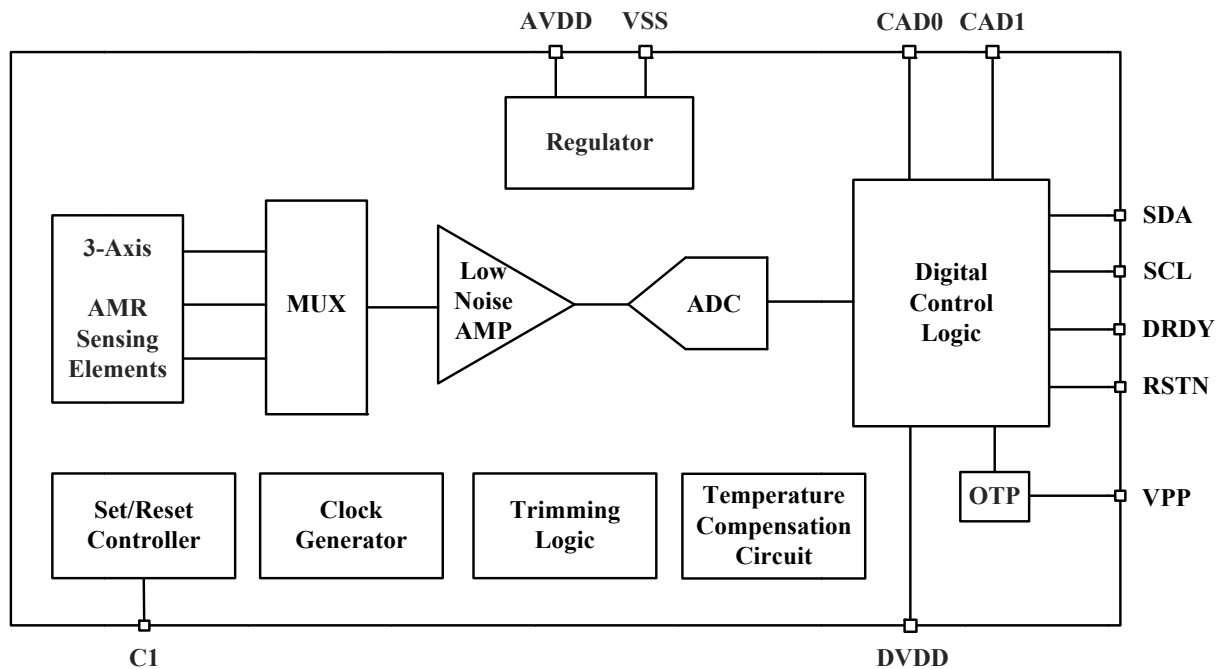 AVDD
VSS
CAD0
CAD1
Regulator
3-Axis
AMR
Sensing
Elements
MUX
Low
Noise
AMP
ADC
Digital
Control
Logic
SDA
SCL
DRDY
RSTN
Set/Reset
Controller
Clock
Generator
Trimming
Logic
Temperature
Compensation
Circuit
OTP
VPP
C1
DVDD